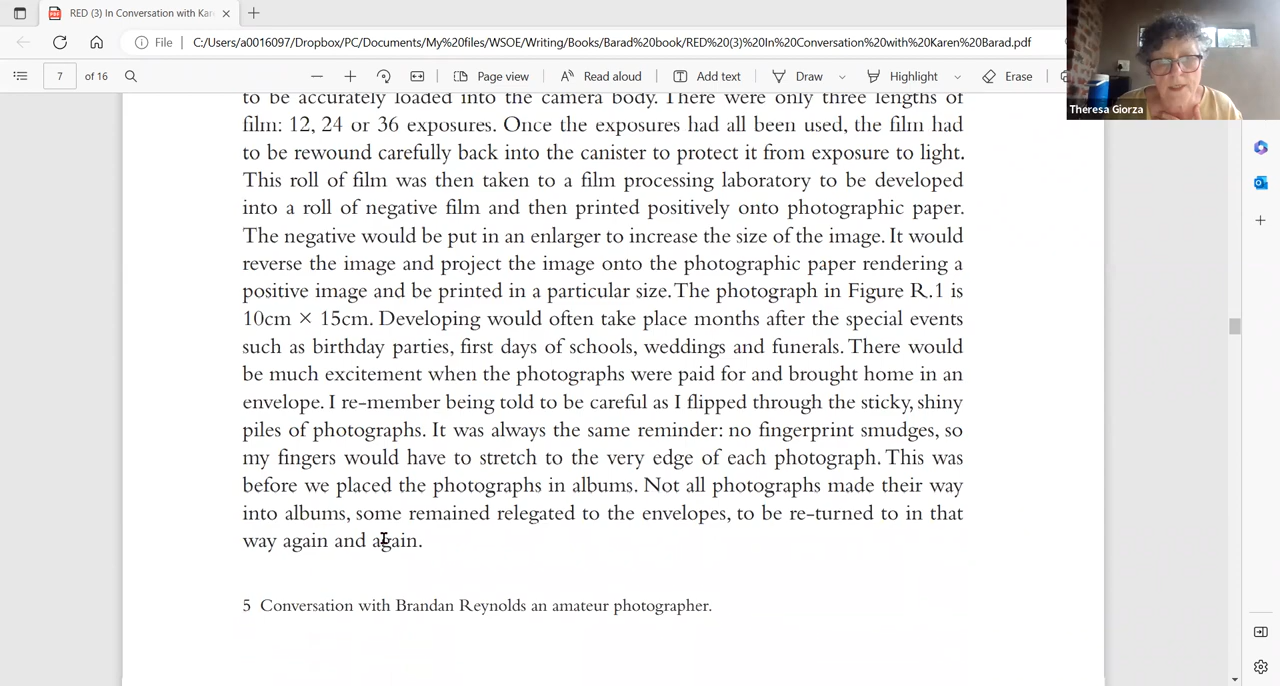 RED (3) In Conversation with Kar
File
C:/Users/a0016097/Dropbox/PC/Documents/My%20files/WSOE/Writing/Books/Barad%20book/RED%20(3)%20In%20Conversation%20with%20Karen%20Barad.pdf
7 of 16
Page view
Read aloud
Add text
Draw
Highlight
Erase
Theresa Giorza
to be accurately loaded into the camera body. There were only three lengths of
film: 12, 24 or 36 exposures. Once the exposures had all been used, the film had
to be rewound carefully back into the canister to protect it from exposure to light.
This roll of film was then taken to a film processing laboratory to be developed
into a roll of negative film and then printed positively onto photographic paper.
The negative would be put in an enlarger to increase the size of the image. It would
reverse the image and project the image onto the photographic paper rendering a
positive image and be printed in a particular size. The photograph in Figure R.1 is
10cm × 15cm. Developing would often take place months after the special events
such as birthday parties, first days of schools, weddings and funerals. There would
be much excitement when the photographs were paid for and brought home in an
envelope. I re-member being told to be careful as I flipped through the sticky, shiny
piles of photographs. It was always the same reminder: no fingerprint smudges, so
my fingers would have to stretch to the very edge of each photograph. This was
before we placed the photographs in albums. Not all photographs made their way
into albums, some remained relegated to the envelopes, to be re-turned to in that
way again and again.
5 Conversation with Brandan Reynolds an amateur photographer.